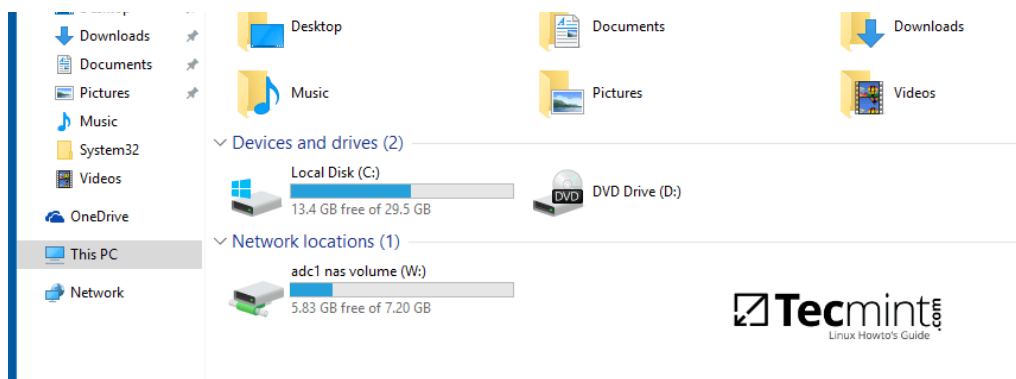 Desktop
Documents
Downloads
Downloads
Documents
Pictures
Music
System32
Videos
OneDrive
This PC
Network
Music
Pictures
Videos
Devices and drives (2)
Local Disk (C:)
13.4 GB free of 29.5 GB
DVD
DVD Drive (D:)
Network locations (1)
adc1 nas volume (W:)
5.83 GB free of 7.20 GB
Tecmint.com
Linux Howto's Guide